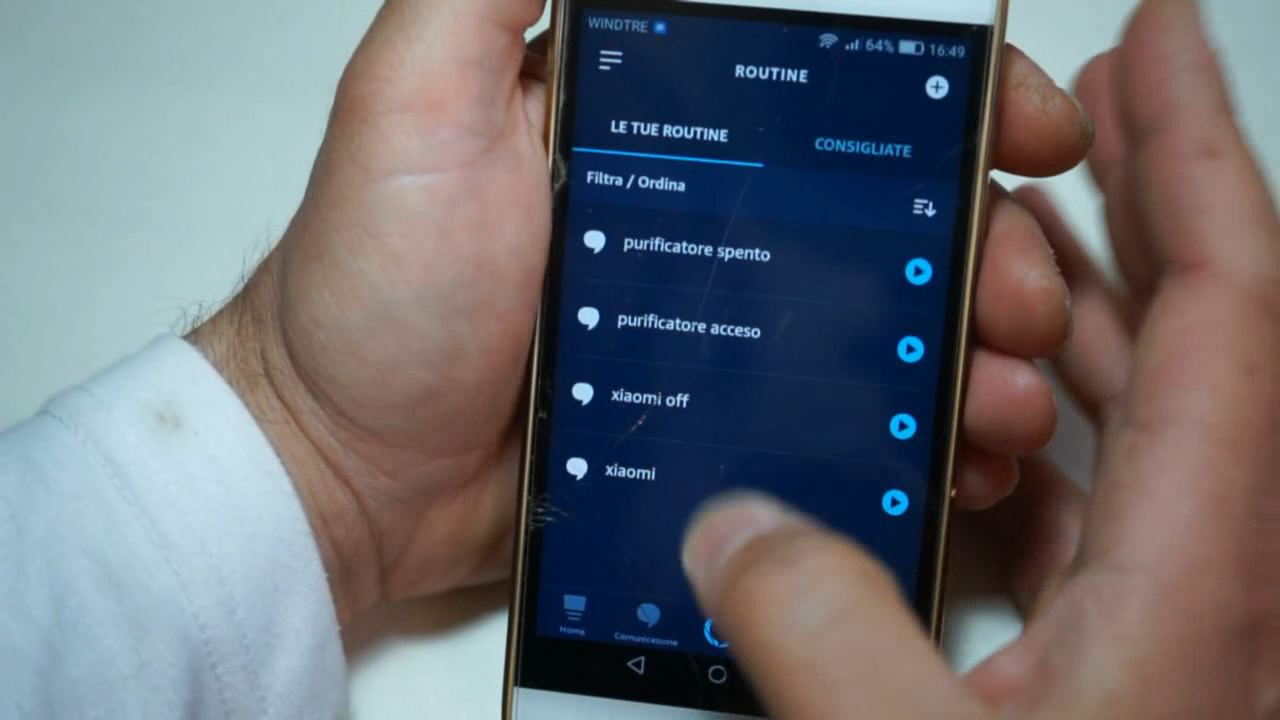 WINDTRE
64% 16:49
ROUTINE
LE TUE ROUTINE
CONSIGLIATE
Filtra / Ordina
purificatore spento
purificatore acceso
xiaomi off
xiaomi
Home
Comunicazione